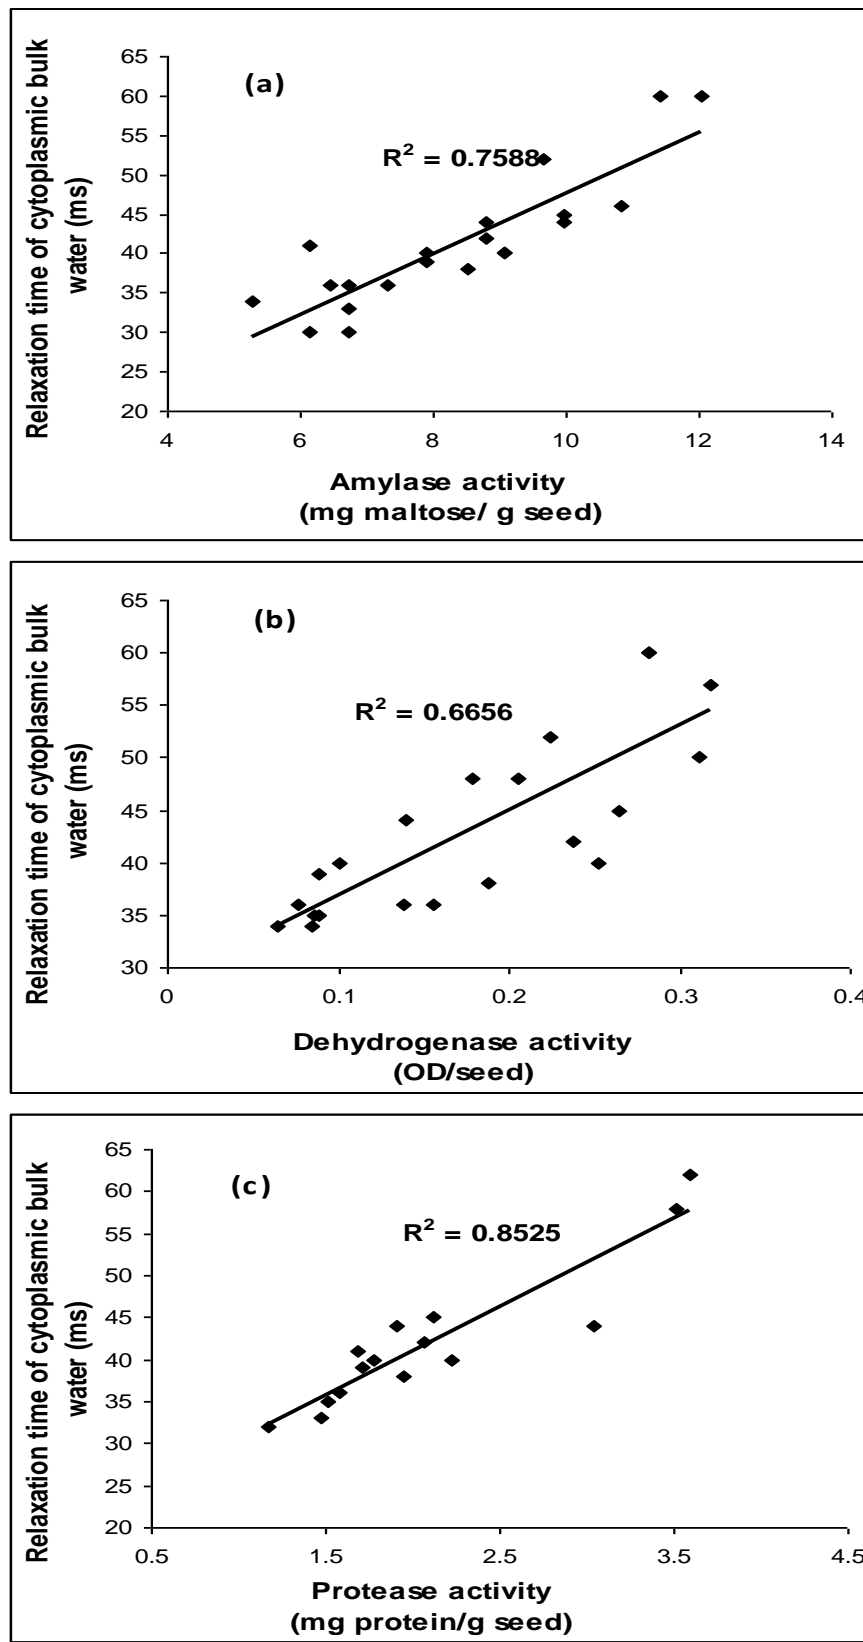 Relaxation time of cytoplasmic bulk
water (ms)
(a)
R² = 0.7588
65
60
55
50
45
40
35
30
25
20
4 6 8 10 12 14
Amylase activity
(mg maltose/ g seed)
Relaxation time of cytoplasmic bulk
water (ms)
(b)
R² = 0.6656
65
60
55
50
45
40
35
30
0 0.1 0.2 0.3 0.4
Dehydrogenase activity
(OD/seed)
Relaxation time of cytoplasmic bulk
water (ms)
(c)
R² = 0.8525
65
60
55
50
45
40
35
30
25
20
0.5 1.5 2.5 3.5 4.5
Protease activity
(mg protein/g seed)